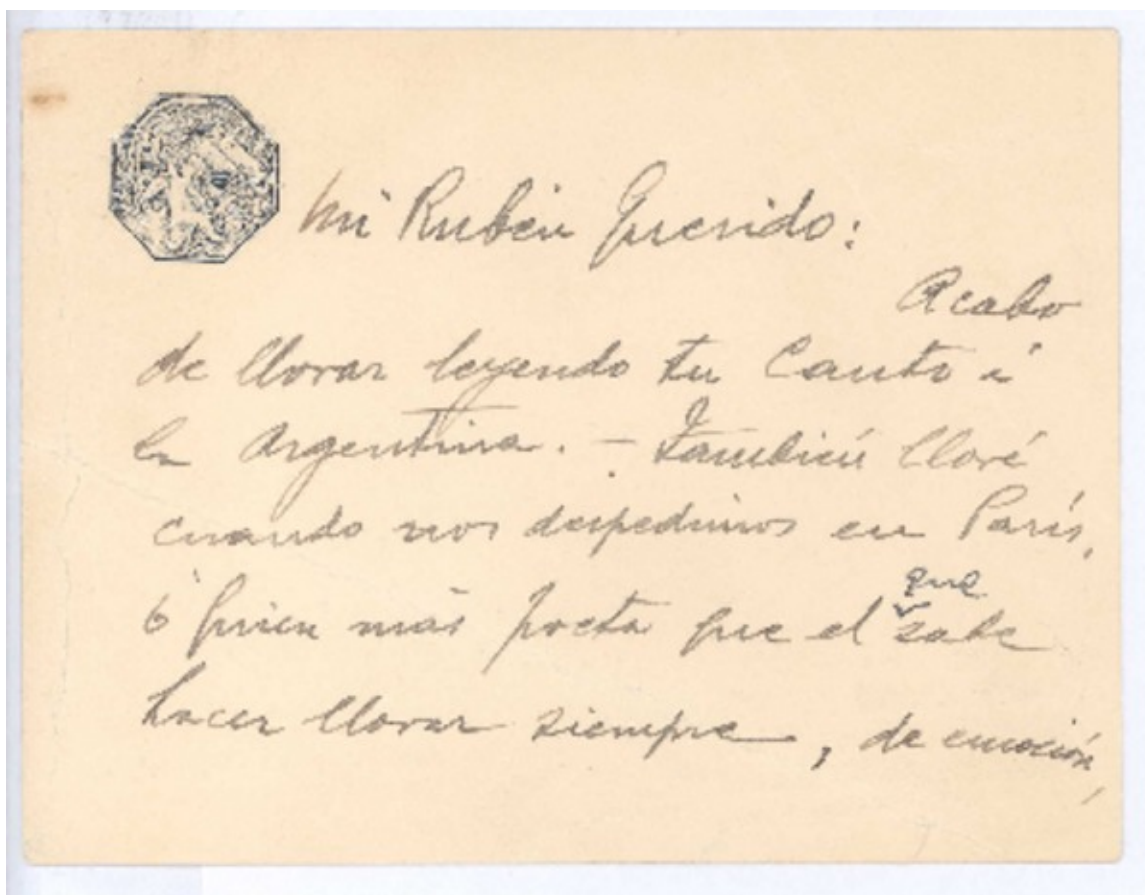 Mi Rubén Querido:
Acabo
de llorar leyendo tu Canto á
la Argentina. — También lloré
cuando nos despedimos en París,
¿ quien más poeta que el que sabe
hacer llorar siempre, de emoción,